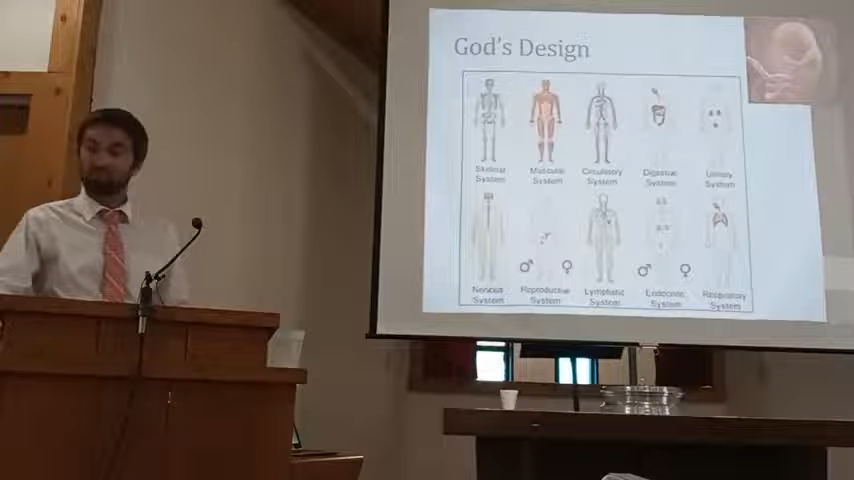 God's Design
Skeletal Muscular Circulatory Digestive Urinary
System System System System System
Nervous Reproductive Lymphatic Endocrine Respiratory
System System System System System